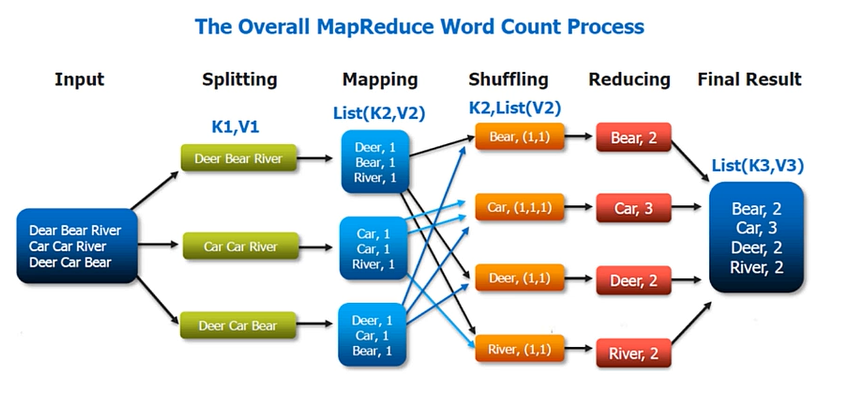 The Overall MapReduce Word Count Process
Input
Splitting
Mapping
Shuffling
Reducing
Final Result
K1,V1
List(K2,V2)
K2,List(V2)
List(K3,V3)
Dear Bear River
Car Car River
Deer Car Bear
Deer Bear River
Car Car River
Deer Car Bear
Deer, 1
Bear, 1
River, 1
Car, 1
Car, 1
River, 1
Deer, 1
Car, 1
Bear, 1
Bear, (1,1)
Car, (1,1,1)
Deer, (1,1)
River, (1,1)
Bear, 2
Car, 3
Deer, 2
River, 2
Bear, 2
Car, 3
Deer, 2
River, 2